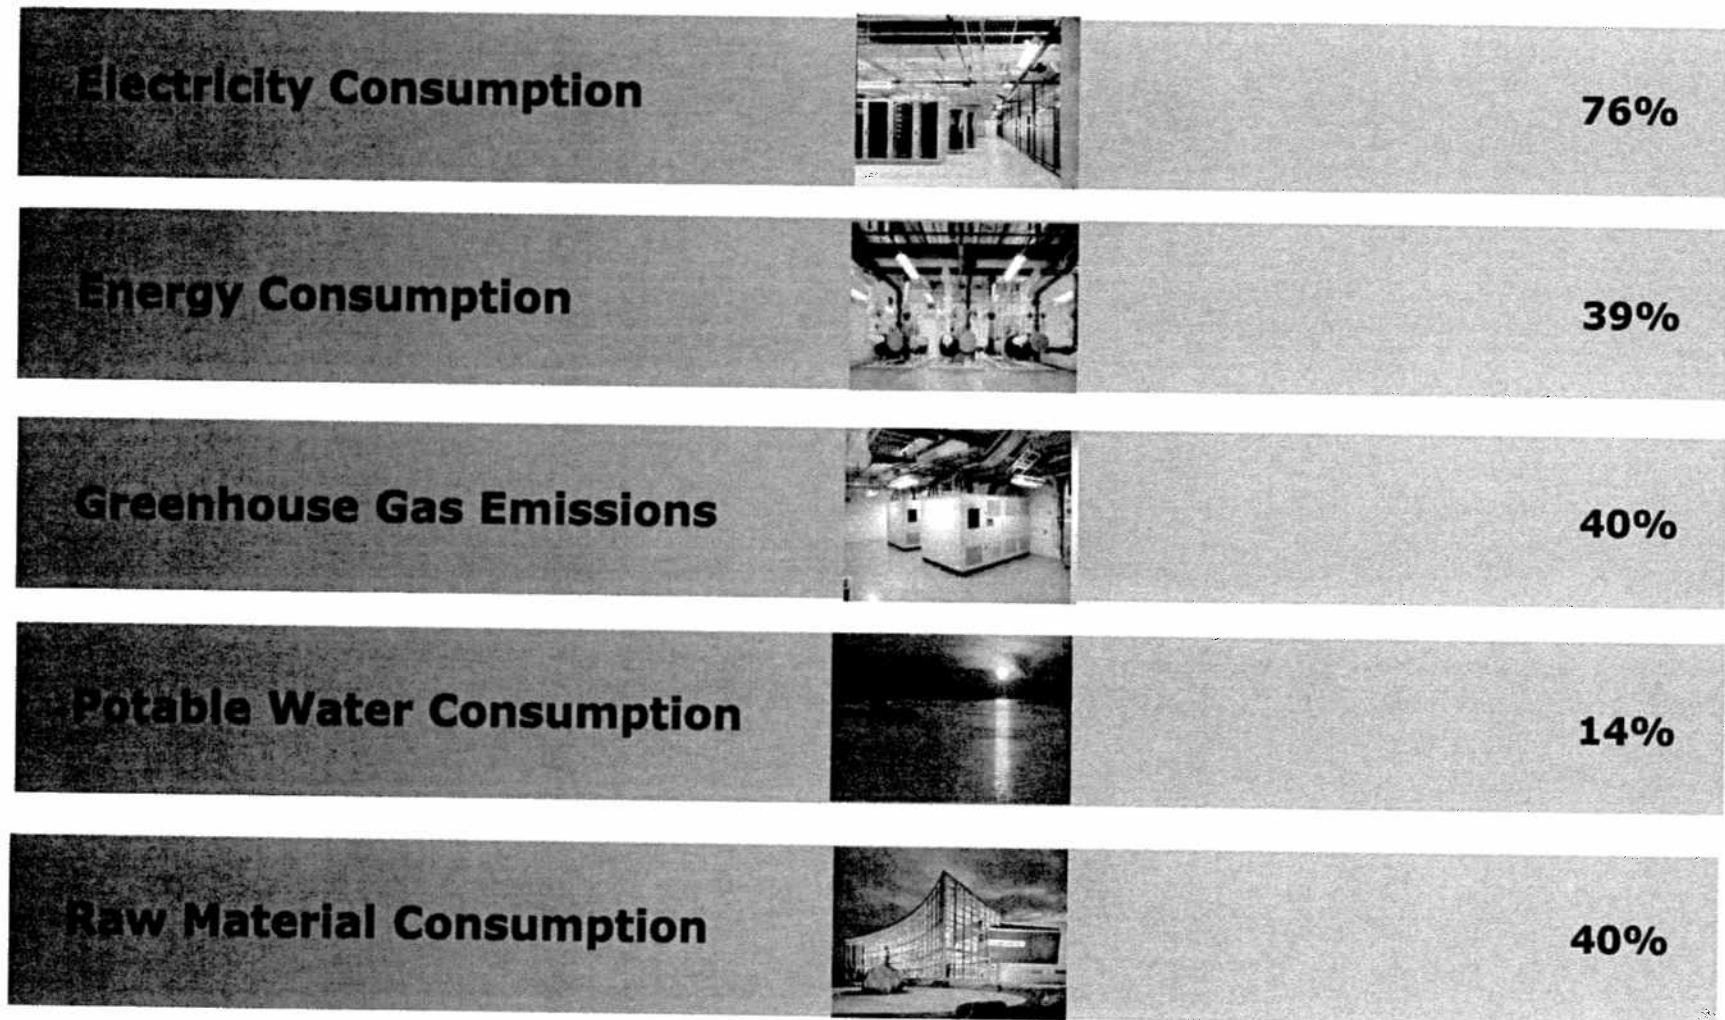 Electricity Consumption 76%
Energy Consumption 39%
Greenhouse Gas Emissions 40%
Potable Water Consumption 14%
Raw Material Consumption 40%